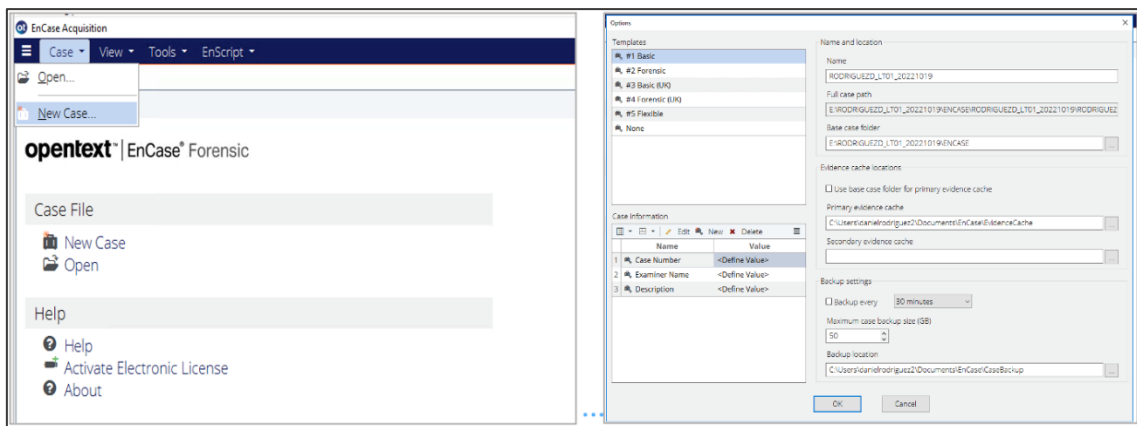 EnCase Acquisition
Case View Tools EnScript
Open...
New Case...
opentext™ | EnCase® Forensic
Case File
New Case
Open
Help
Help
Activate Electronic License
About
Options
Templates
#1 Basic
#2 Forensic
#3 Basic (UK)
#4 Forensic (UK)
#5 Flexible
None
Case Information
Edit New Delete
Name Value
1 Case Number <Define Value>
2 Examiner Name <Define Value>
3 Description <Define Value>
Name and location
Name
RODRIGUEZD_LT01_20221019
Full case path
E:\RODRIGUEZD_LT01_20221019\ENCASE\RODRIGUEZD_LT01_20221019\RODRIGUEZ
Base case folder
E:\RODRIGUEZD_LT01_20221019\ENCASE
...
Evidence cache locations
Use base case folder for primary evidence cache
Primary evidence cache
C:\Users\danielrodriguez2\Documents\EnCase\EvidenceCache
...
Secondary evidence cache
...
Backup settings
Backup every 30 minutes
Maximum case backup size (GB)
50
Backup location
C:\Users\danielrodriguez2\Documents\EnCase\CaseBackup
...
OK Cancel